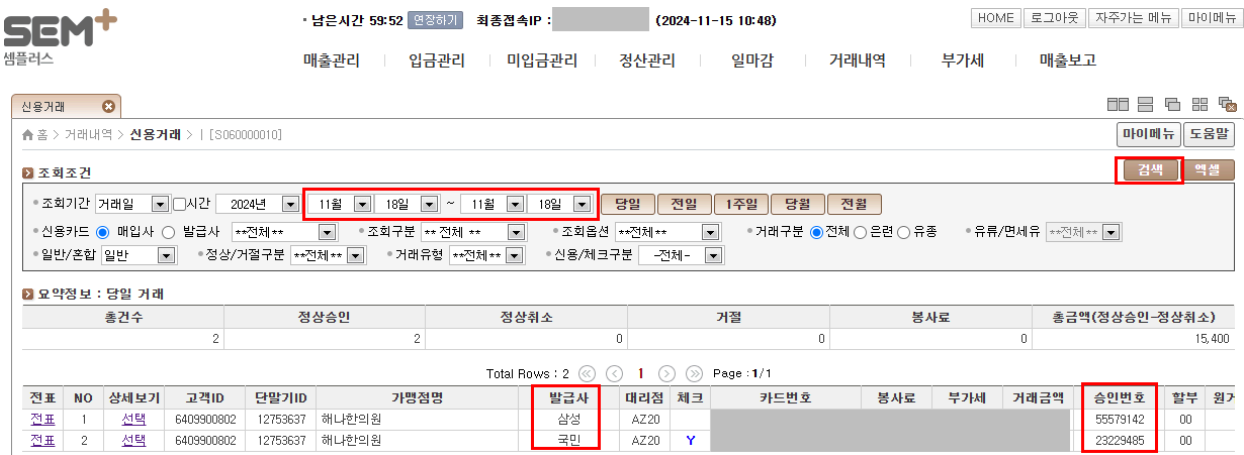 SEM+
셈플러스
· 남은시간 59:52 연장하기 최종접속IP : (2024-11-15 10:48)
HOME 로그아웃 자주가는 메뉴 마이메뉴
매출관리 입금관리 미입금관리 정산관리 일마감 거래내역 부가세 매출보고
신용거래
홈 > 거래내역 > 신용거래 > | [S060000010]
마이메뉴 도움말
조회조건
검색 엑셀
조회기간 거래일 시간 2024년 11월 18일 ~ 11월 18일 당일 전일 1주일 당월 전월
신용카드 매입사 발급사 **전체** 조회구분 ** 전체 ** 조회옵션 **전체** 거래구분 전체 은련 유종 유류/면세유 **전체**
일반/혼합 일반 정상/거절구분 **전체** 거래유형 **전체** 신용/체크구분 -전체-
요약정보 : 당일 거래
총건수 정상승인 정상취소 거절 봉사료 총금액(정상승인-정상취소)
2 2 0 0 0 15,400
Total Rows : 2 1 Page : 1/1
전표 NO 상세보기 고객ID 단말기ID 가맹점명 발급사 대리점 체크 카드번호 봉사료 부가세 거래금액 승인번호 할부 원거
전표 1 선택 6409900802 12753637 해나한의원 삼성 AZ20 55579142 00
전표 2 선택 6409900802 12753637 해나한의원 국민 AZ20 Y 23229485 00